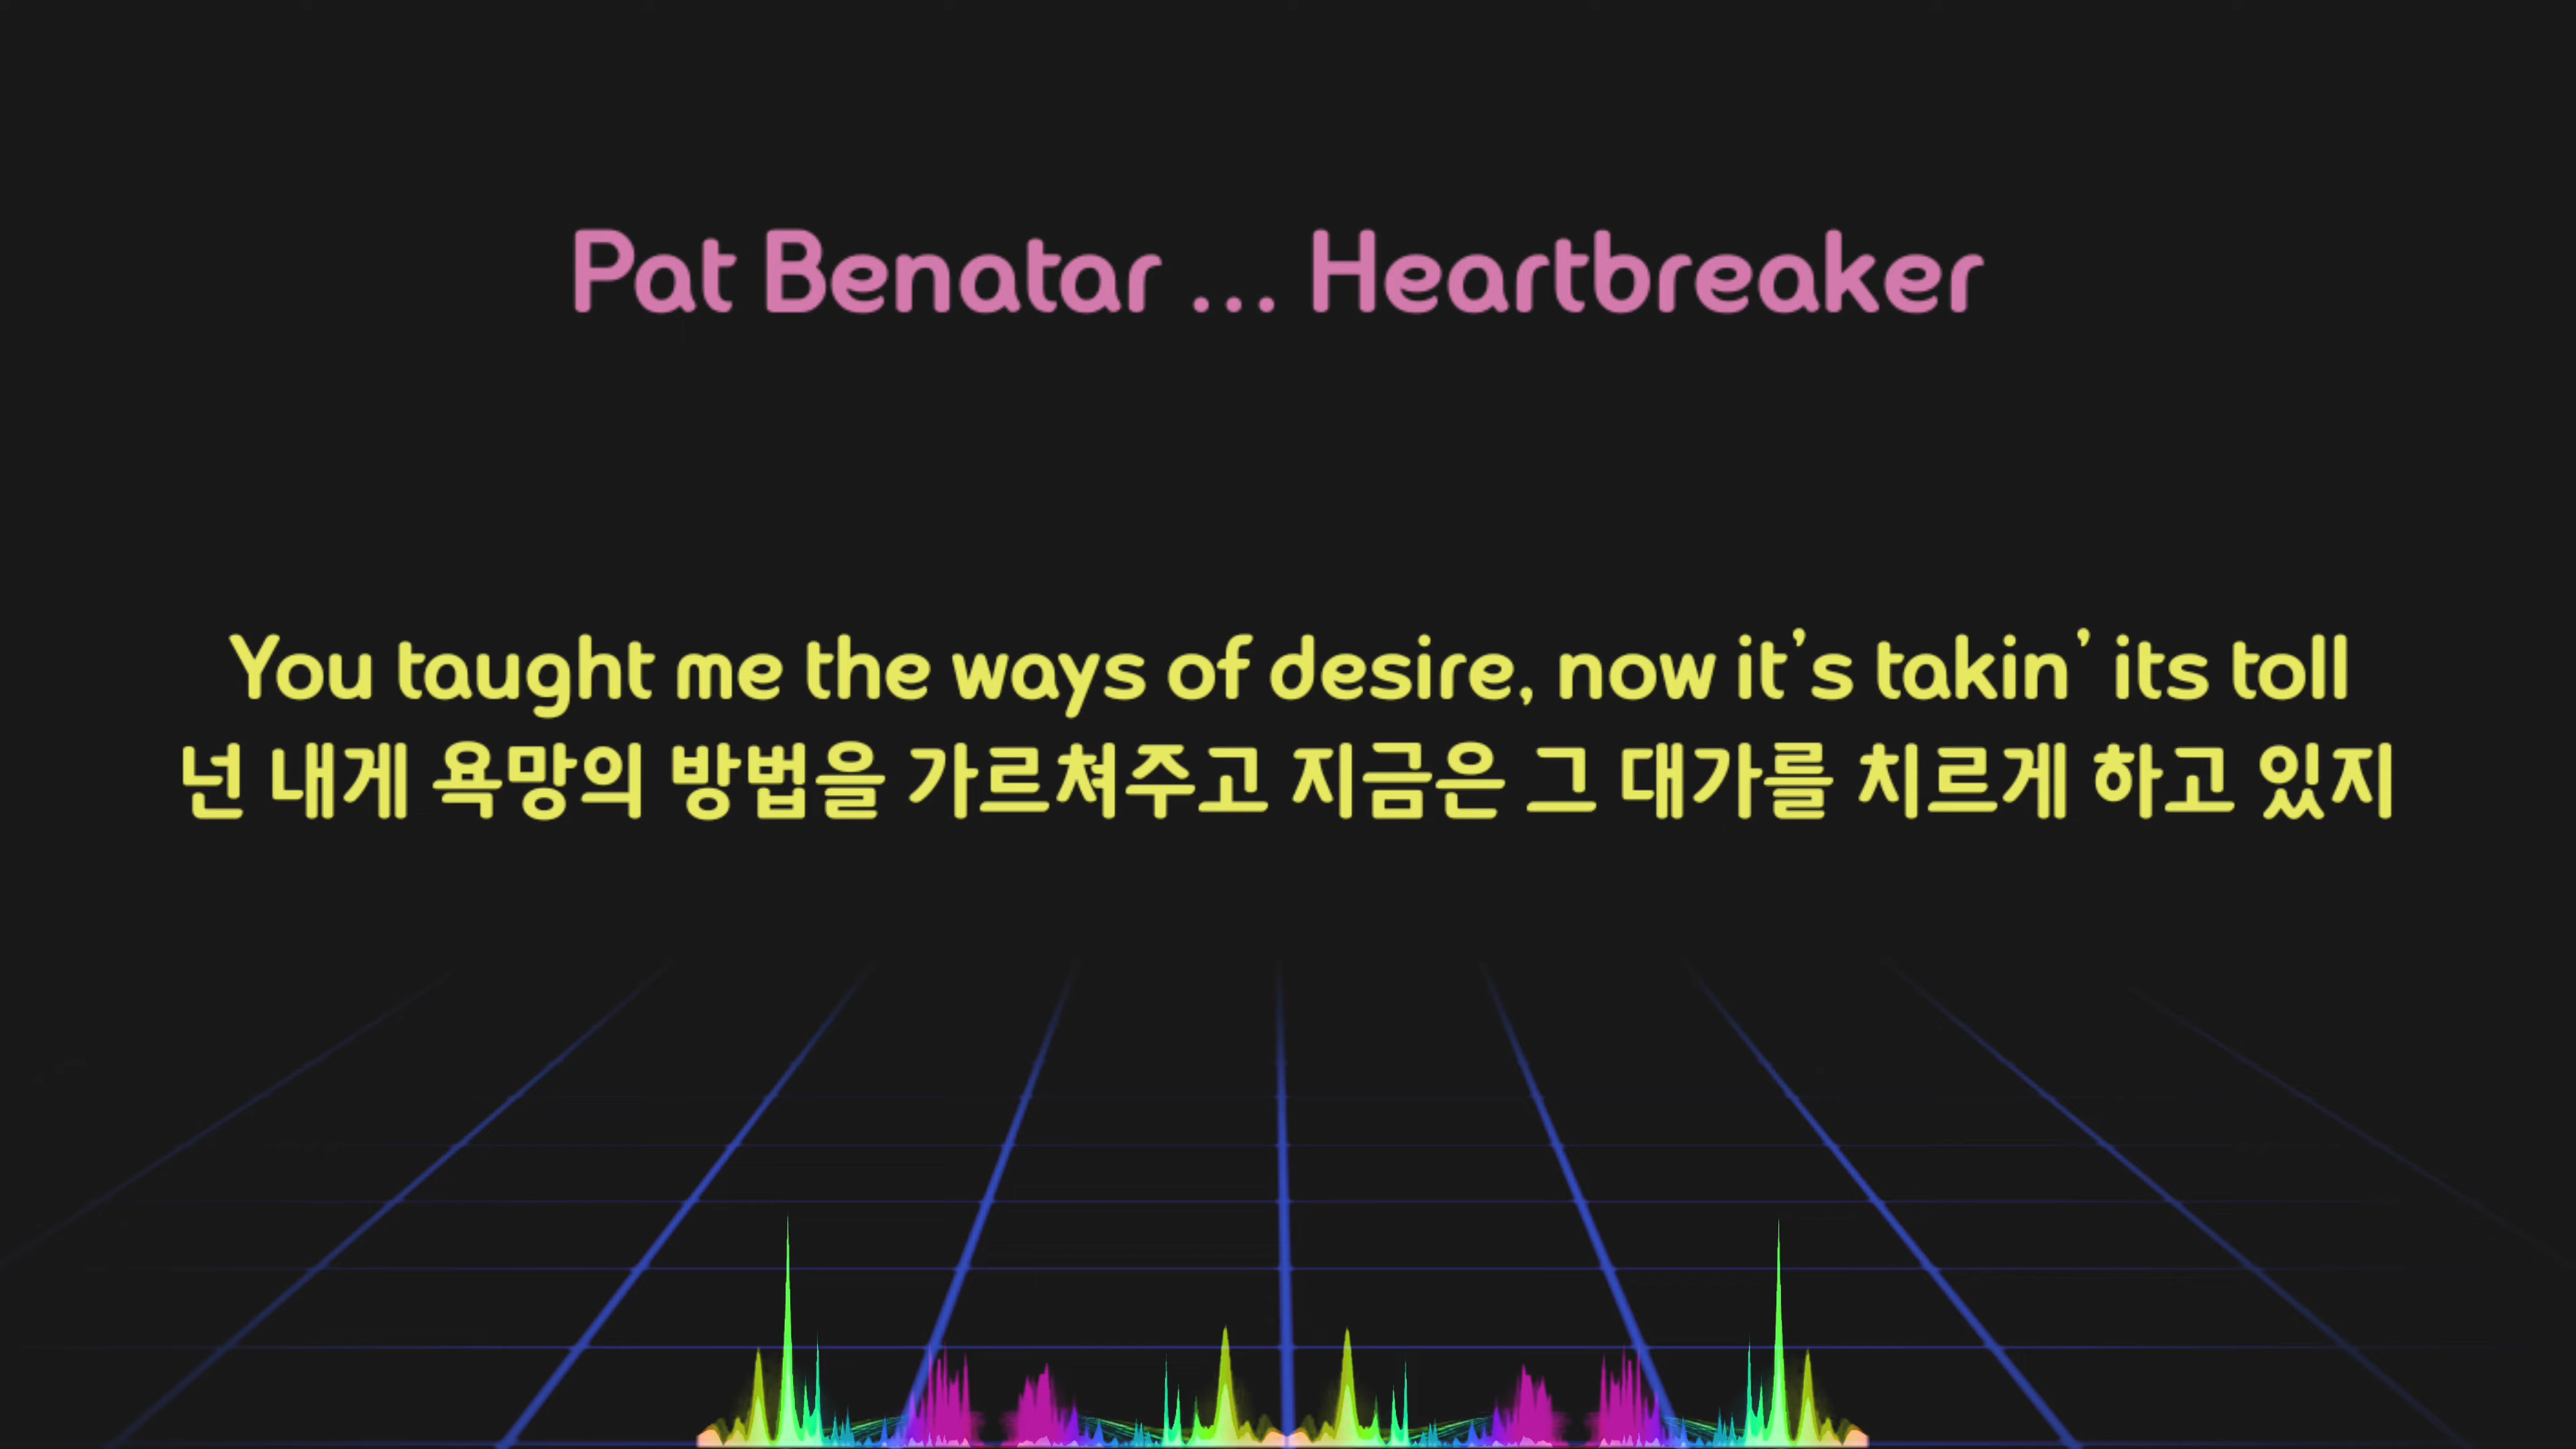 Pat Benatar ... Heartbreaker
You taught me the ways of desire, now it's takin' its toll
넌 내게 욕망의 방법을 가르쳐주고 지금은 그 대가를 치르게 하고 있지